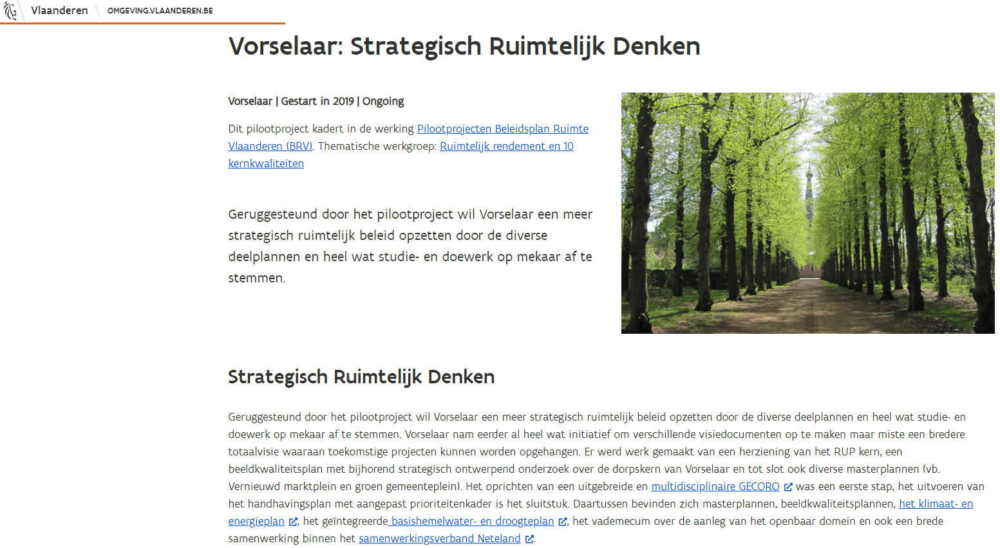 Vlaanderen OMGEVING.VLAANDEREN.BE
Vorselaar: Strategisch Ruimtelijk Denken
Vorselaar | Gestart in 2019 | Ongoing
Dit pilootproject kadert in de werking Pilootprojecten Beleidsplan Ruimte
Vlaanderen (BRV). Thematische werkgroep: Ruimtelijk rendement en 10
kernkwaliteiten
Geruggesteund door het pilootproject wil Vorselaar een meer
strategisch ruimtelijk beleid opzetten door de diverse
deelplannen en heel wat studie- en doewerk op mekaar af te
stemmen.
Strategisch Ruimtelijk Denken
Geruggesteund door het pilootproject wil Vorselaar een meer strategisch ruimtelijk beleid opzetten door de diverse deelplannen en heel wat studie- en
doewerk op mekaar af te stemmen. Vorselaar nam eerder al heel wat initiatief om verschillende visiedocumenten op te maken maar miste een bredere
totaalvisie waaraan toekomstige projecten kunnen worden opgehangen. Er werd werk gemaakt van een herziening van het RUP kern, een
beeldkwaliteitsplan met bijhorend strategisch ontwerpend onderzoek over de dorpskern van Vorselaar en tot slot ook diverse masterplannen (vb.
Vernieuwd marktplein en groen gemeenteplein). Het oprichten van een uitgebreide en multidisciplinaire GECORO was een eerste stap, het uitvoeren van
het handhavingsplan met aangepast prioriteitenkader is het sluitstuk. Daartussen bevinden zich masterplannen, beeldkwaliteitsplannen, het klimaat- en
energieplan, het geïntegreerde basishemelwater- en droogteplan, het vademecum over de aanleg van het openbaar domein en ook een brede
samenwerking binnen het samenwerkingsverband Neteland.